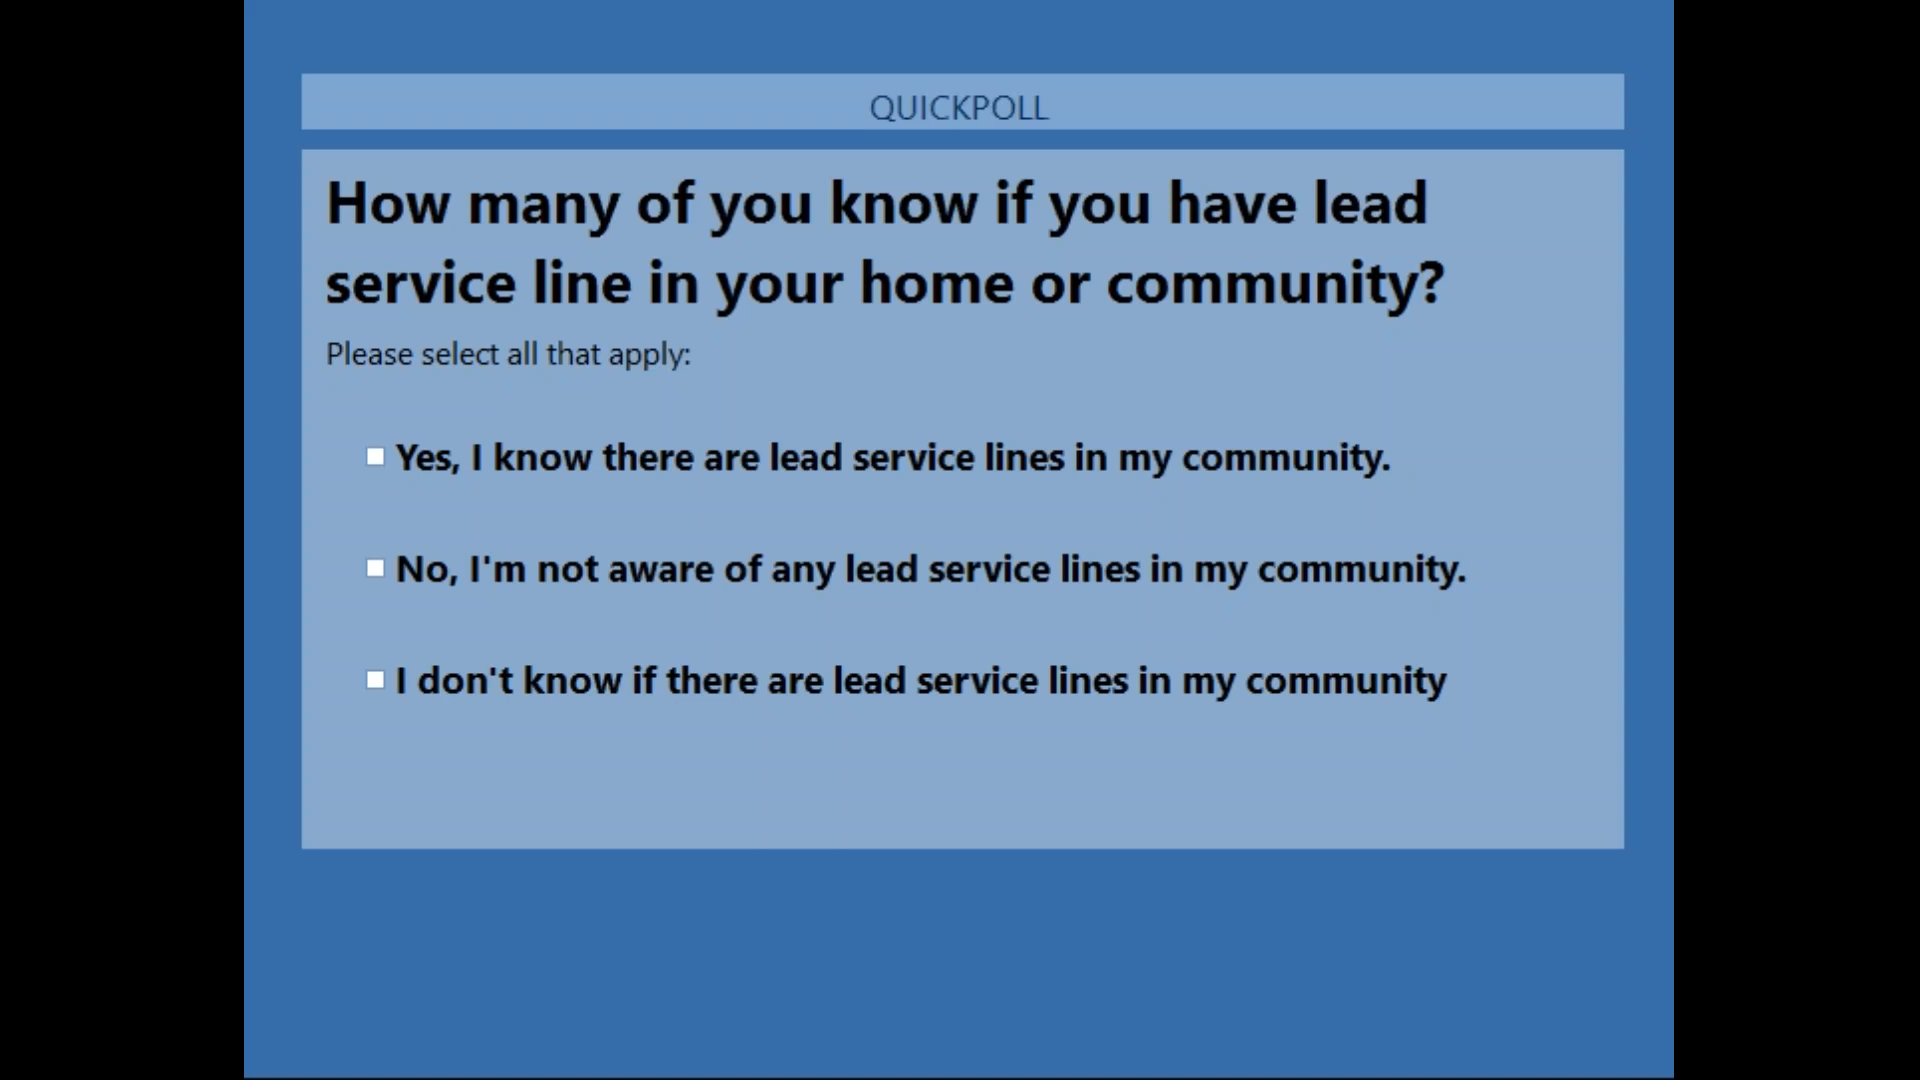 QUICKPOLL
How many of you know if you have lead
service line in your home or community?
Please select all that apply:
Yes, I know there are lead service lines in my community.
No, I'm not aware of any lead service lines in my community.
I don't know if there are lead service lines in my community